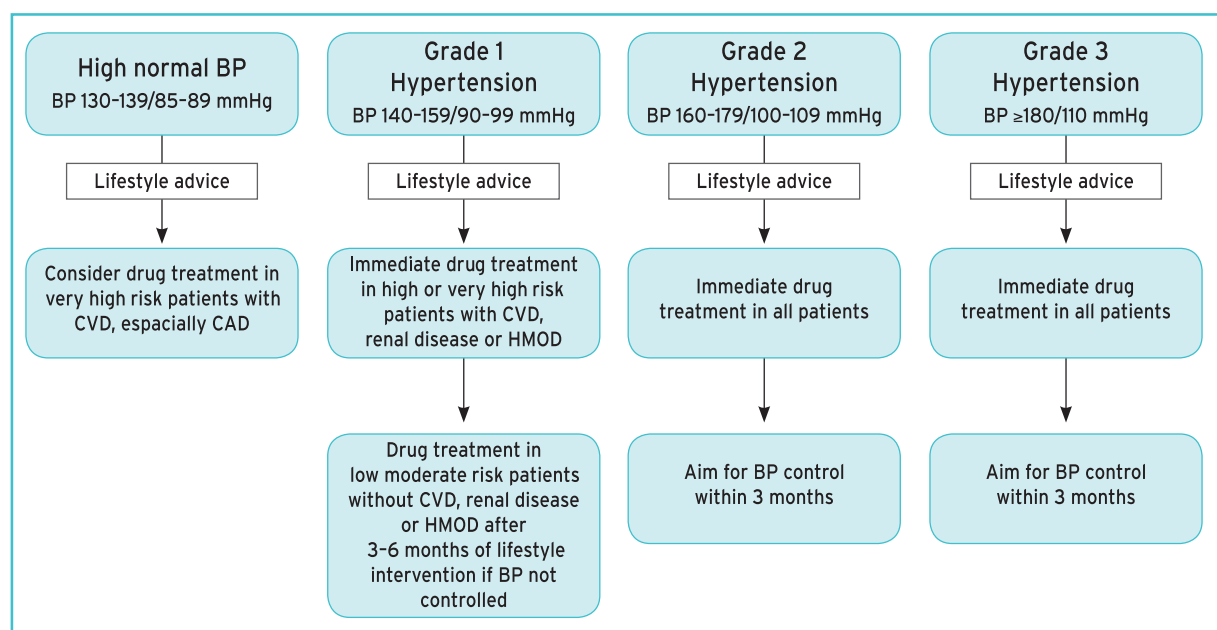 High normal BP
BP 130–139/85–89 mmHg
Lifestyle advice
Consider drug treatment in
very high risk patients with
CVD, espacially CAD
Grade 1
Hypertension
BP 140–159/90–99 mmHg
Lifestyle advice
Immediate drug treatment
in high or very high risk
patients with CVD,
renal disease or HMOD
Drug treatment in
low moderate risk patients
without CVD, renal disease
or HMOD after
3–6 months of lifestyle
intervention if BP not
controlled
Grade 2
Hypertension
BP 160–179/100–109 mmHg
Lifestyle advice
Immediate drug
treatment in all patients
Aim for BP control
within 3 months
Grade 3
Hypertension
BP ≥180/110 mmHg
Lifestyle advice
Immediate drug
treatment in all patients
Aim for BP control
within 3 months